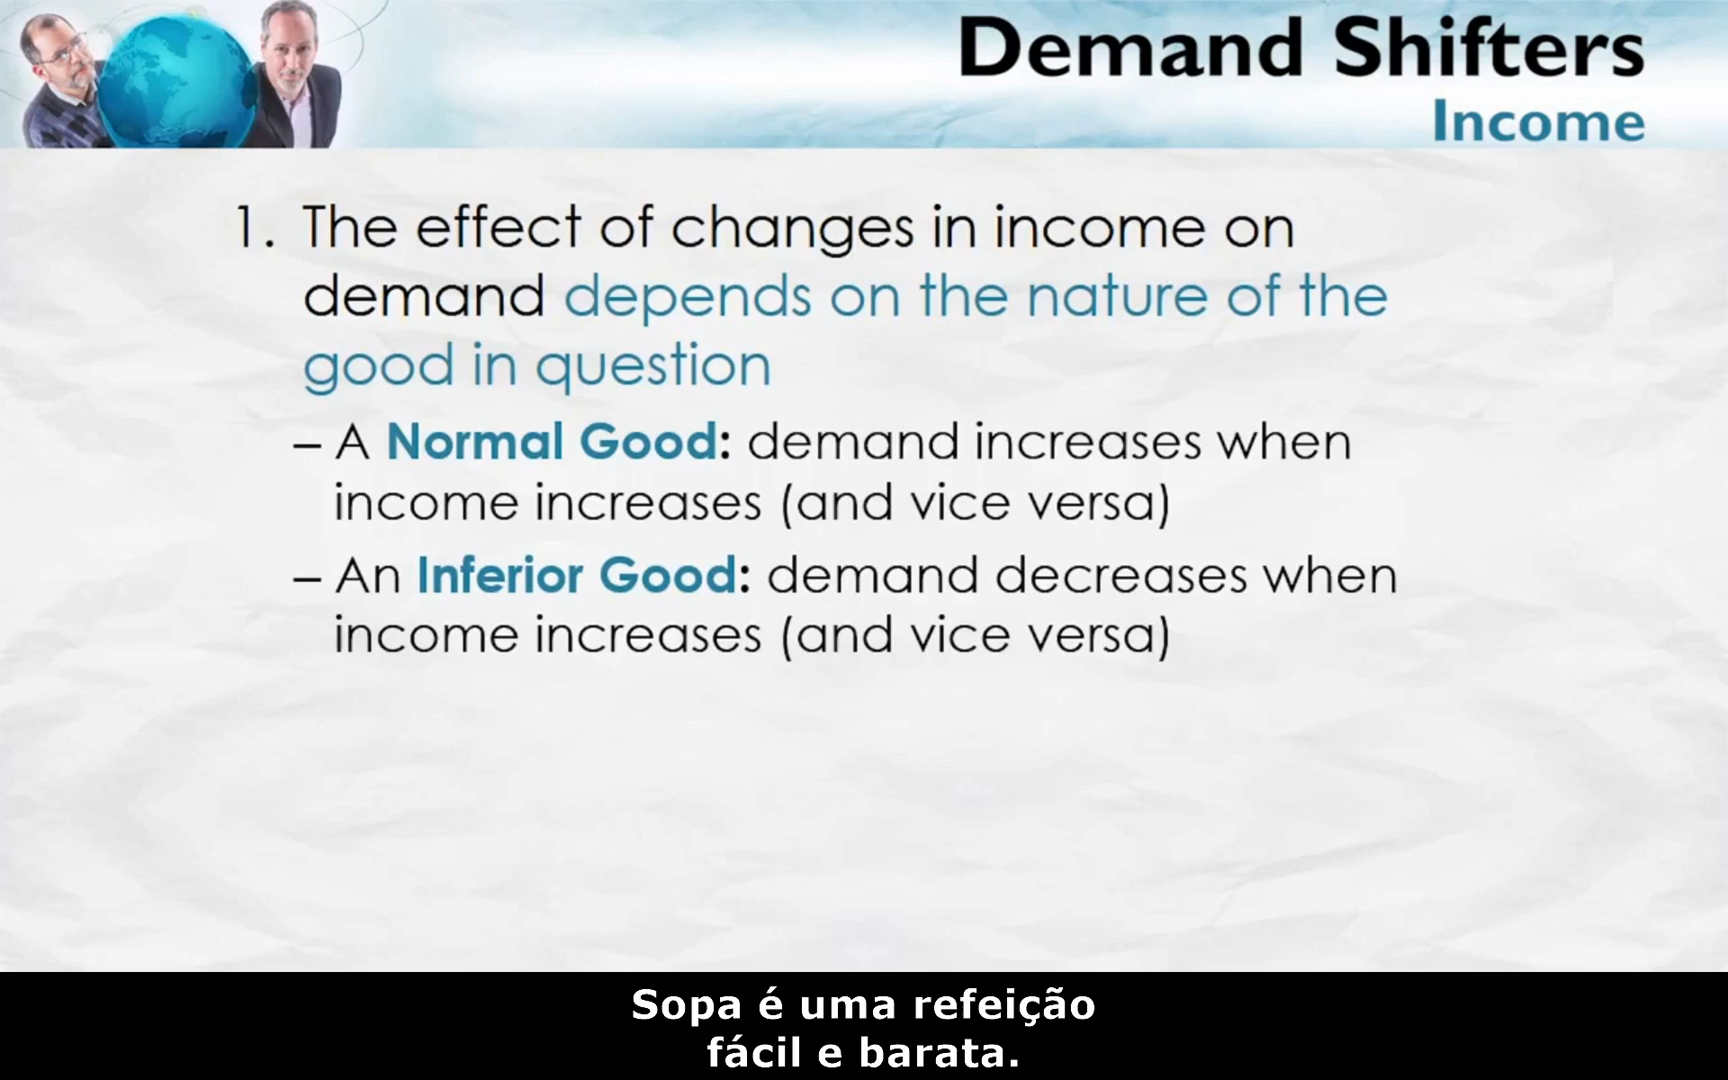 Demand Shifters
Income
1. The effect of changes in income on
demand depends on the nature of the
good in question
– A Normal Good: demand increases when
income increases (and vice versa)
– An Inferior Good: demand decreases when
income increases (and vice versa)
Sopa é uma refeição
fácil e barata.